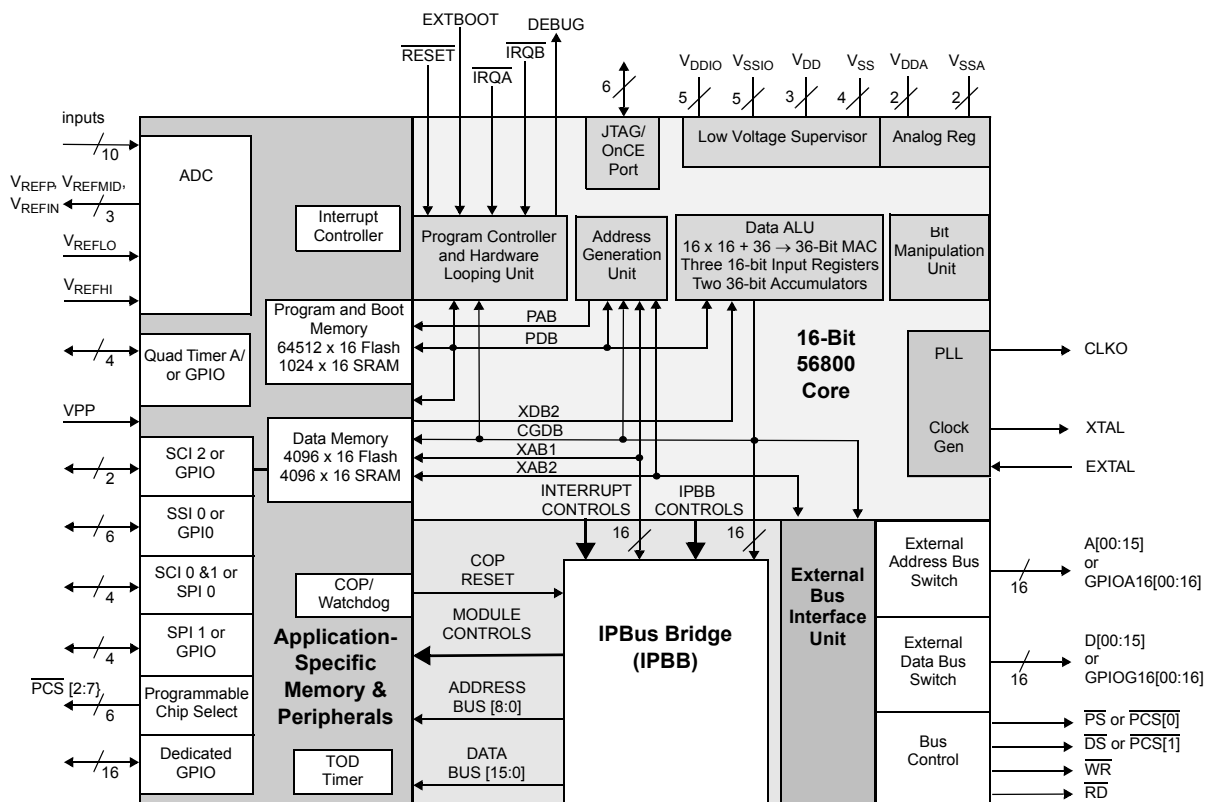 EXTBOOT
DEBUG
RESET
IRQB
IRQA
6
VDDIO
VSSIO
VDD
VSS
VDDA
VSSA
5
5
3
4
2
2
JTAG/
OnCE
Port
Low Voltage Supervisor
Analog Reg
inputs
10
ADC
VREFP, VREFMID,
VREFIN
3
VREFLO
VREFHI
Interrupt
Controller
Program Controller
and Hardware
Looping Unit
Address
Generation
Unit
Data ALU
16 x 16 + 36 → 36-Bit MAC
Three 16-bit Input Registers
Two 36-bit Accumulators
Bit
Manipulation
Unit
Program and Boot
Memory
64512 x 16 Flash
1024 x 16 SRAM
PAB
PDB
16-Bit
56800
Core
PLL
Clock
Gen
CLKO
XTAL
EXTAL
4
Quad Timer A/
or GPIO
VPP
XDB2
CGDB
XAB1
XAB2
Data Memory
4096 x 16 Flash
4096 x 16 SRAM
2
SCI 2 or
GPIO
6
SSI 0 or
GPI0
4
SCI 0 &1 or
SPI 0
4
SPI 1 or
GPIO
PCS [2:7}
6
Programmable
Chip Select
16
Dedicated
GPIO
INTERRUPT
CONTROLS
16
IPBB
CONTROLS
16
COP/
Watchdog
COP
RESET
MODULE
CONTROLS
Application-
Specific
Memory &
Peripherals
ADDRESS
BUS [8:0]
DATA
BUS [15:0]
TOD
Timer
IPBus Bridge
(IPBB)
External
Bus
Interface
Unit
External
Address Bus
Switch
16
A[00:15]
or
GPIOA16[00:16]
External
Data Bus
Switch
16
D[00:15]
or
GPIOG16[00:16]
Bus
Control
PS or PCS[0]
DS or PCS[1]
WR
RD